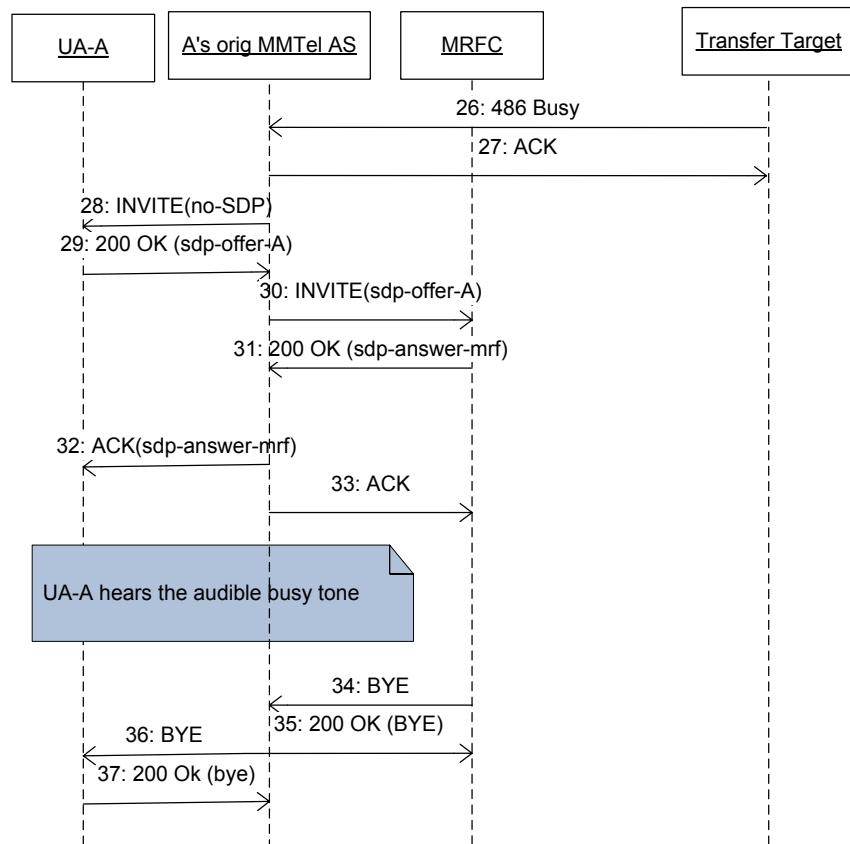 UA-A
A's orig MMTel AS
MRFC
Transfer Target
26: 486 Busy
27: ACK
28: INVITE(no-SDP)
29: 200 OK (sdp-offer-A)
30: INVITE(sdp-offer-A)
31: 200 OK (sdp-answer-mrf)
32: ACK(sdp-answer-mrf)
33: ACK
UA-A hears the audible busy tone
34: BYE
35: 200 OK (BYE)
36: BYE
37: 200 Ok (bye)